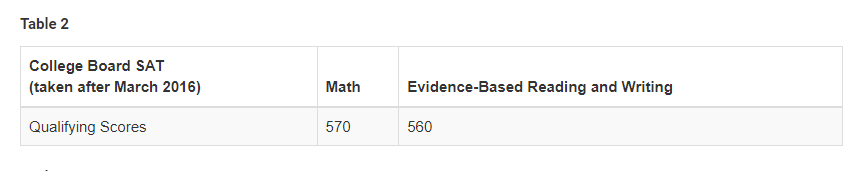 Table 2
College Board SAT
(taken after March 2016) Math Evidence-Based Reading and Writing
Qualifying Scores 570 560